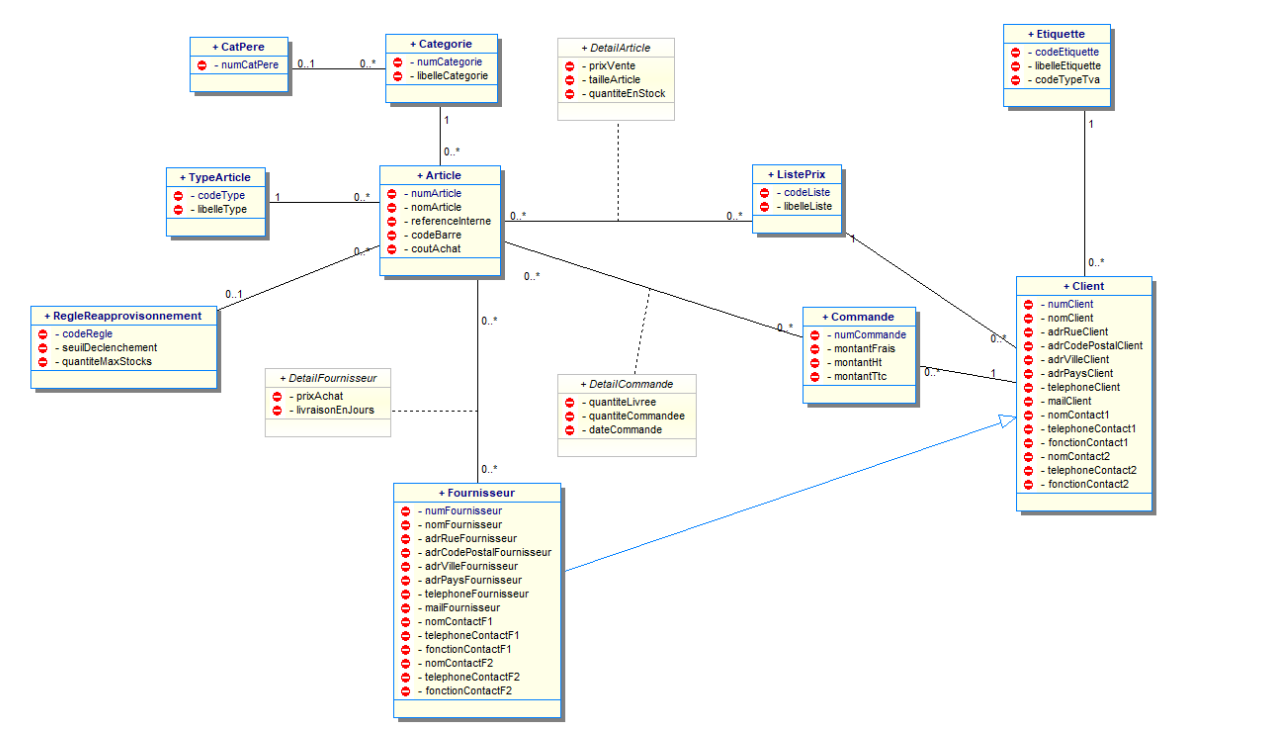 + CatPere
- numCatPere
0..1
0..*
+ Categorie
- numCategorie
- libelleCategorie
1
0..*
+ DetailArticle
- prixVente
- tailleArticle
- quantiteEnStock
+ Etiquette
- codeEtiquette
- libelleEtiquette
- codeTypeTva
1
0..*
+ TypeArticle
- codeType
- libelleType
1
0..*
+ Article
- numArticle
- nomArticle
- referenceInterne
- codeBarre
- coutAchat
0..*
0..*
+ ListePrix
- codeListe
- libelleListe
1
0..*
0..*
0..1
+ RegleReapprovisonnement
- codeRegle
- seuilDeclenchement
- quantiteMaxStocks
0..*
0..*
+ Commande
- numCommande
- montantFrais
- montantHt
- montantTtc
0..*
1
+ Client
- numClient
- nomClient
- adrRueClient
- adrCodePostalClient
- adrVilleClient
- adrPaysClient
- telephoneClient
- mailClient
- nomContact1
- telephoneContact1
- fonctionContact1
- nomContact2
- telephoneContact2
- fonctionContact2
0..*
+ DetailFournisseur
- prixAchat
- livraisonEnJours
+ DetailCommande
- quantiteLivree
- quantiteCommandee
- dateCommande
0..*
+ Fournisseur
- numFournisseur
- nomFournisseur
- adrRueFournisseur
- adrCodePostalFournisseur
- adrVilleFournisseur
- adrPaysFournisseur
- telephoneFournisseur
- mailFournisseur
- nomContactF1
- telephoneContactF1
- fonctionContactF1
- nomContactF2
- telephoneContactF2
- fonctionContactF2